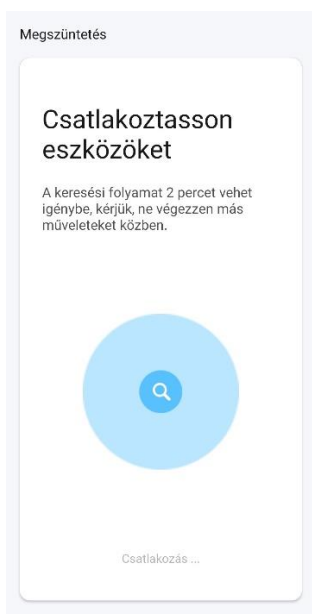 Megszüntetés
Csatlakoztasson
eszközöket
A keresési folyamat 2 percet vehet
igénybe, kérjük, ne végezzen más
műveleteket közben.
Csatlakozás ...